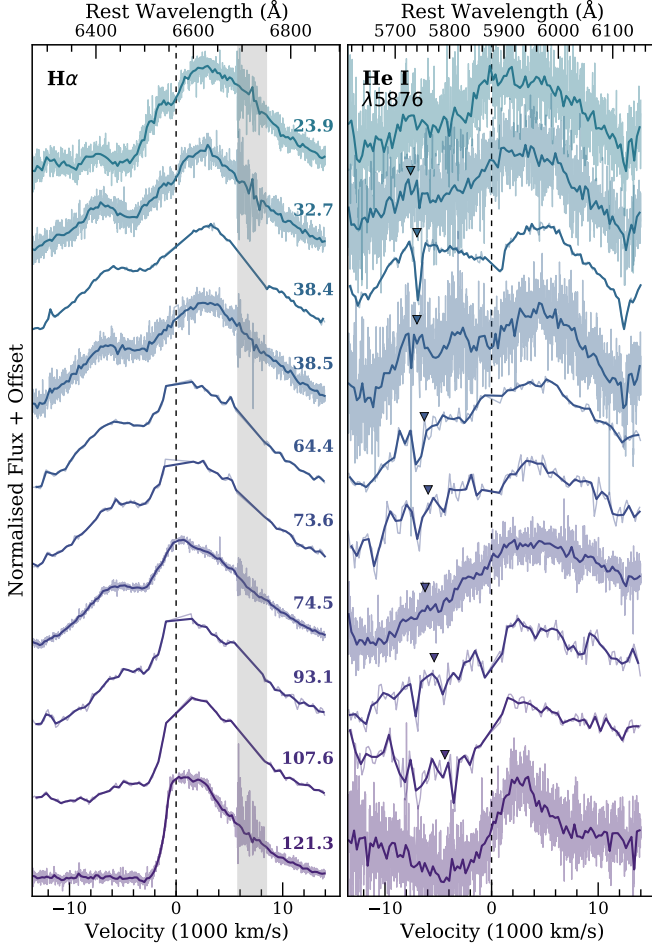 Rest Wavelength (Å)
Rest Wavelength (Å)
6400 6600 6800
5700 5800 5900 6000 6100
Hα
He I
λ5876
23.9
32.7
38.4
38.5
64.4
73.6
74.5
93.1
107.6
121.3
Normalised Flux + Offset
−10 0 10
−10 0 10
Velocity (1000 km/s)
Velocity (1000 km/s)